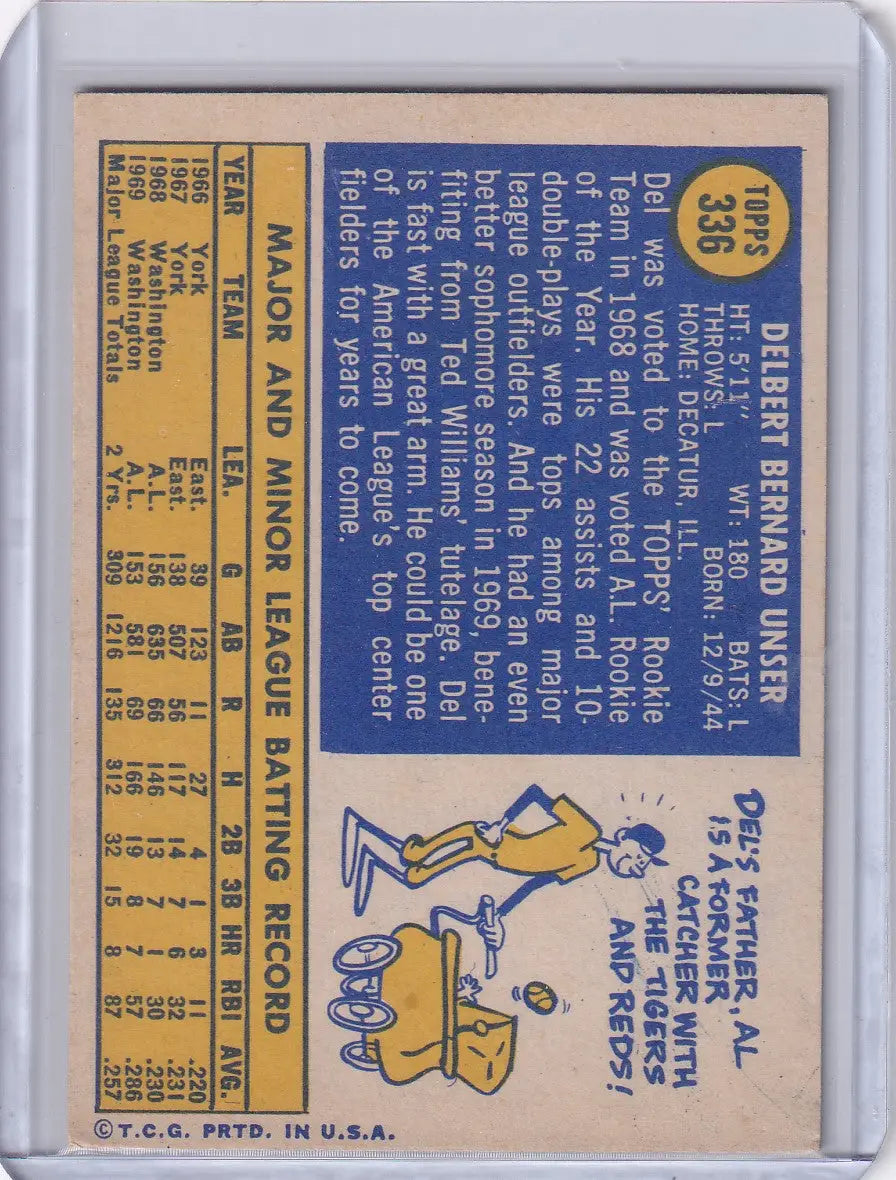 TOPPS
336
DELBERT BERNARD UNSER
HT: 5'11" WT: 180 BATS: L
THROWS: L BORN: 12/9/44
HOME: DECATUR, ILL.
Del was voted to the TOPPS' Rookie
Team in 1968 and was voted A.L. Rookie
of the Year. His 22 assists and 10-
double-plays were tops among major
league outfielders. And he had an even
better sophomore season in 1969, bene-
fiting from Ted Williams' tutelage. Del
is fast with a great arm. He could be one
of the American League's top center
fielders for years to come.
DEL'S FATHER, AL
IS A FORMER
CATCHER WITH
THE TIGERS
AND REDS!
MAJOR AND MINOR LEAGUE BATTING RECORD
YEAR TEAM LEA. G AB R H 2B 3B HR RBI AVG.
1966 York East. 39 123 11 27 4 1 3 11 .220
1967 York East. 138 507 56 117 14 7 6 32 .231
1968 Washington A.L. 156 635 66 146 13 7 1 30 .230
1969 Washington A.L. 153 581 69 166 19 8 7 57 .286
Major League Totals 2 Yrs. 309 1216 135 312 32 15 8 87 .257
© T.C.G. PRTD. IN U.S.A.